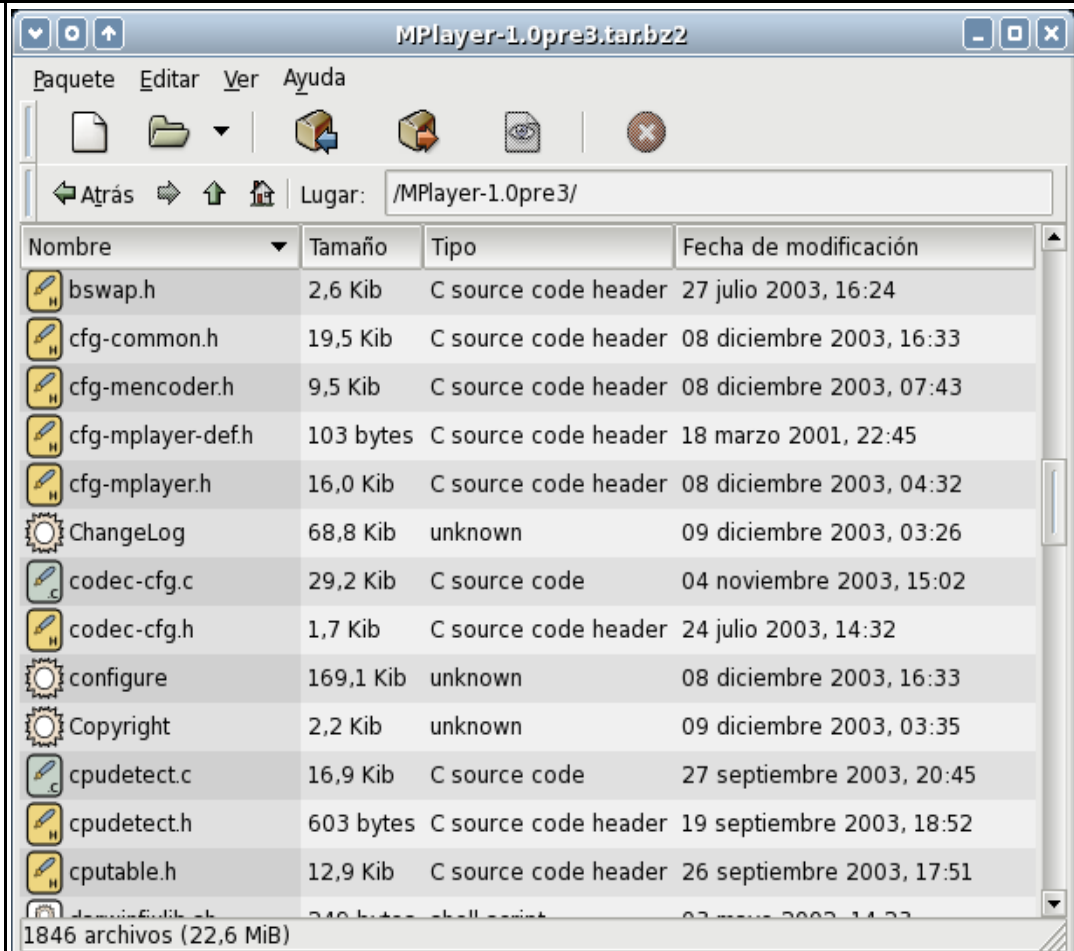 MPlayer-1.0pre3.tar.bz2
Paquete Editar Ver Ayuda
Atrás Lugar: /MPlayer-1.0pre3/
Nombre Tamaño Tipo Fecha de modificación
bswap.h 2,6 Kib C source code header 27 julio 2003, 16:24
cfg-common.h 19,5 Kib C source code header 08 diciembre 2003, 16:33
cfg-mencoder.h 9,5 Kib C source code header 08 diciembre 2003, 07:43
cfg-mplayer-def.h 103 bytes C source code header 18 marzo 2001, 22:45
cfg-mplayer.h 16,0 Kib C source code header 08 diciembre 2003, 04:32
ChangeLog 68,8 Kib unknown 09 diciembre 2003, 03:26
codec-cfg.c 29,2 Kib C source code 04 noviembre 2003, 15:02
codec-cfg.h 1,7 Kib C source code header 24 julio 2003, 14:32
configure 169,1 Kib unknown 08 diciembre 2003, 16:33
Copyright 2,2 Kib unknown 09 diciembre 2003, 03:35
cpudetect.c 16,9 Kib C source code 27 septiembre 2003, 20:45
cpudetect.h 603 bytes C source code header 19 septiembre 2003, 18:52
cputable.h 12,9 Kib C source code header 26 septiembre 2003, 17:51
1846 archivos (22,6 MiB)